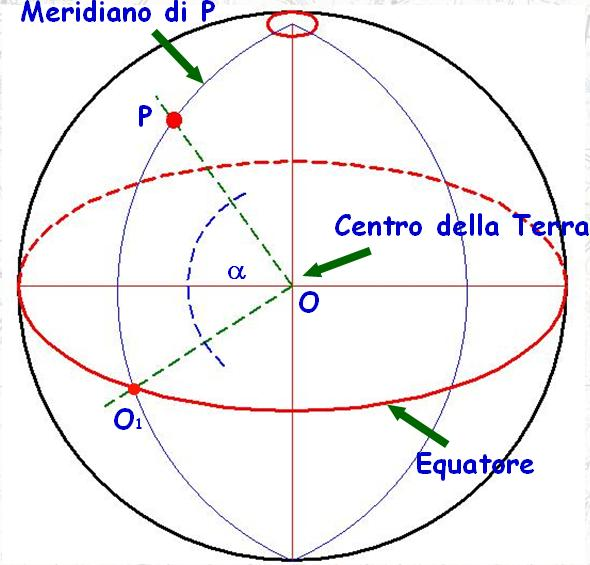 Meridiano di P
P
Centro della Terra
α
O
O1
Equatore